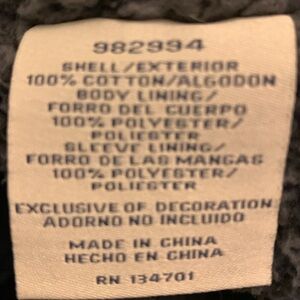 982994
SHELL/EXTERIOR
100% COTTON/ALGODON
BODY LINING/
FORRO DEL CUERPO
100% POLYESTER/
POLIESTER
SLEEVE LINING/
FORRO DE LAS MANGAS
100% POLYESTER/
POLIESTER
EXCLUSIVE OF DECORATION
ADORNO NO INCLUIDO
MADE IN CHINA
HECHO EN CHINA
RN 134701